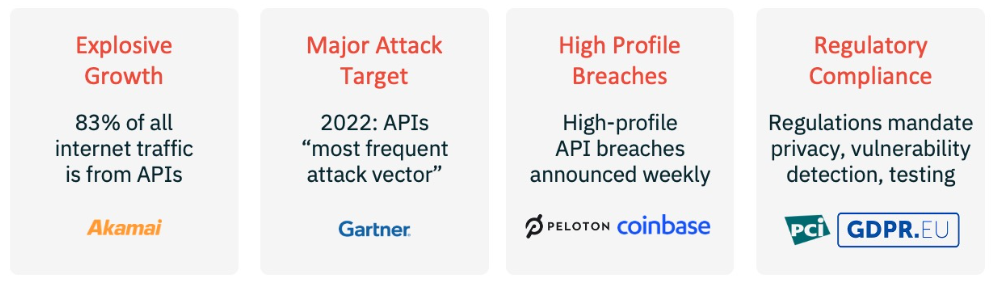 Explosive
Growth
83% of all
internet traffic
is from APIs
Akamai
Major Attack
Target
2022: APIs
“most frequent
attack vector”
Gartner
High Profile
Breaches
High-profile
API breaches
announced weekly
PELOTON coinbase
Regulatory
Compliance
Regulations mandate
privacy, vulnerability
detection, testing
PCi GDPR.EU